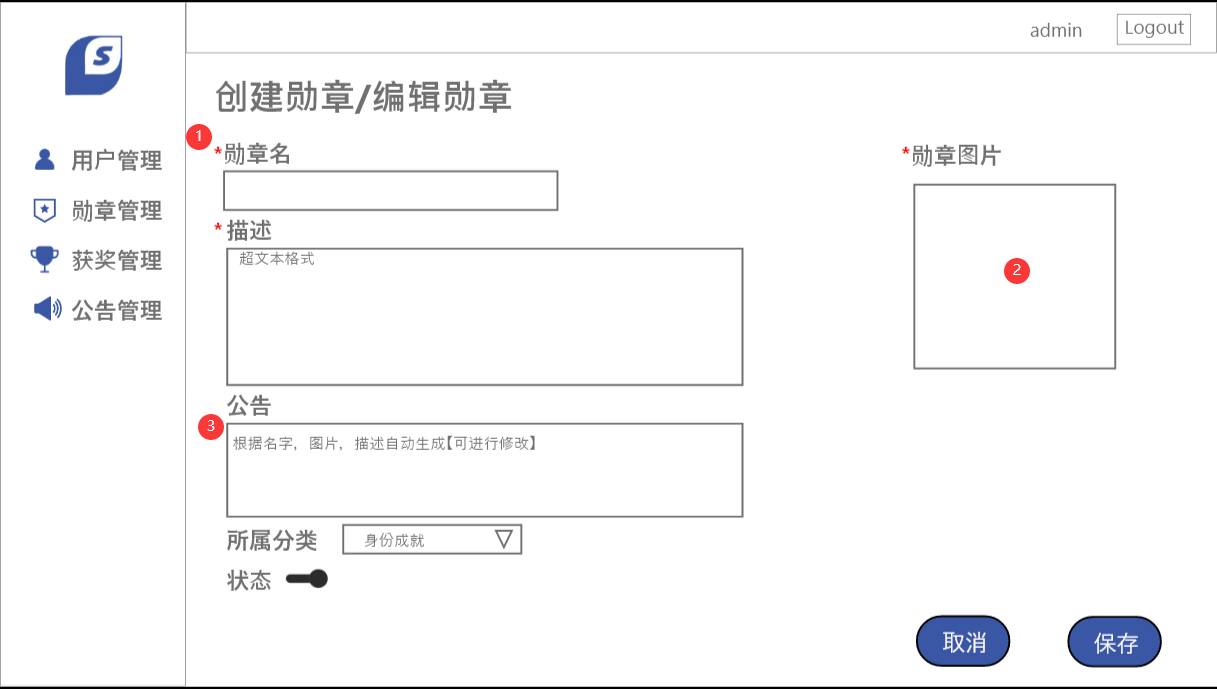 S
admin
Logout
用户管理
勋章管理
获奖管理
公告管理
创建勋章/编辑勋章
1
*勋章名
*描述
超文本格式
公告
3
根据名字，图片，描述自动生成【可进行修改】
所属分类
身份成就
状态
*勋章图片
2
取消
保存